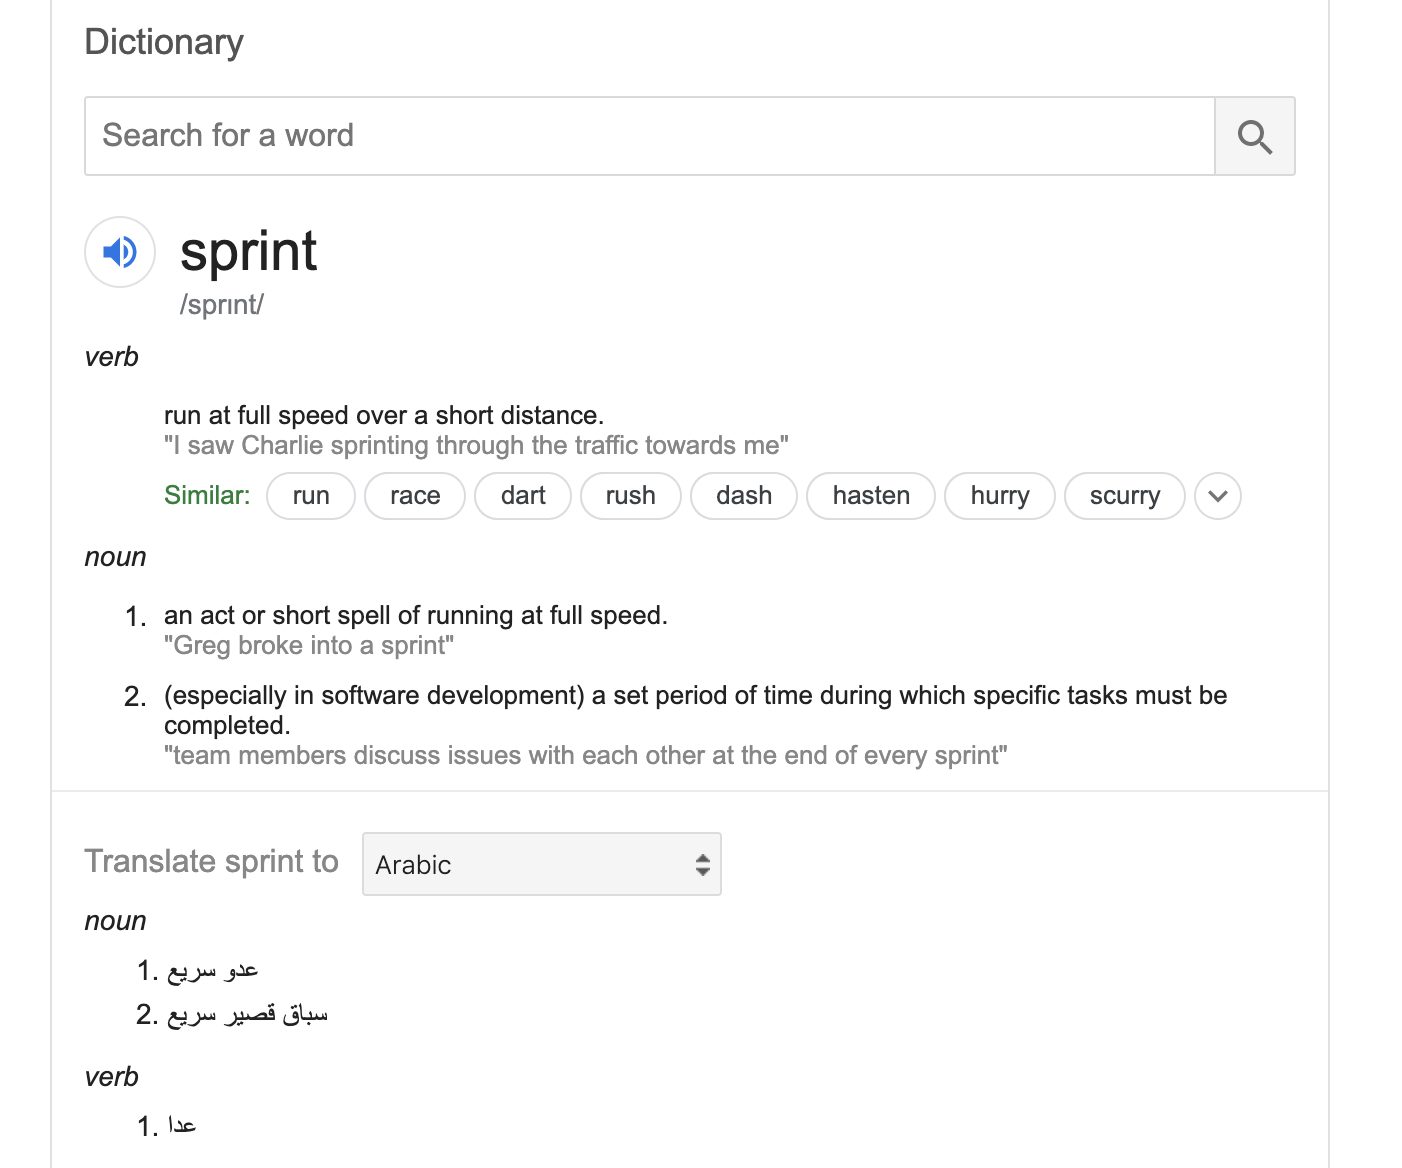 Dictionary
Search for a word
sprint
/sprɪnt/
verb
run at full speed over a short distance.
"I saw Charlie sprinting through the traffic towards me"
Similar: run race dart rush dash hasten hurry scurry
noun
1. an act or short spell of running at full speed.
"Greg broke into a sprint"
2. (especially in software development) a set period of time during which specific tasks must be
completed.
"team members discuss issues with each other at the end of every sprint"
Translate sprint to Arabic
noun
1. عدو سريع
2. سباق قصير سريع
verb
1. عدا